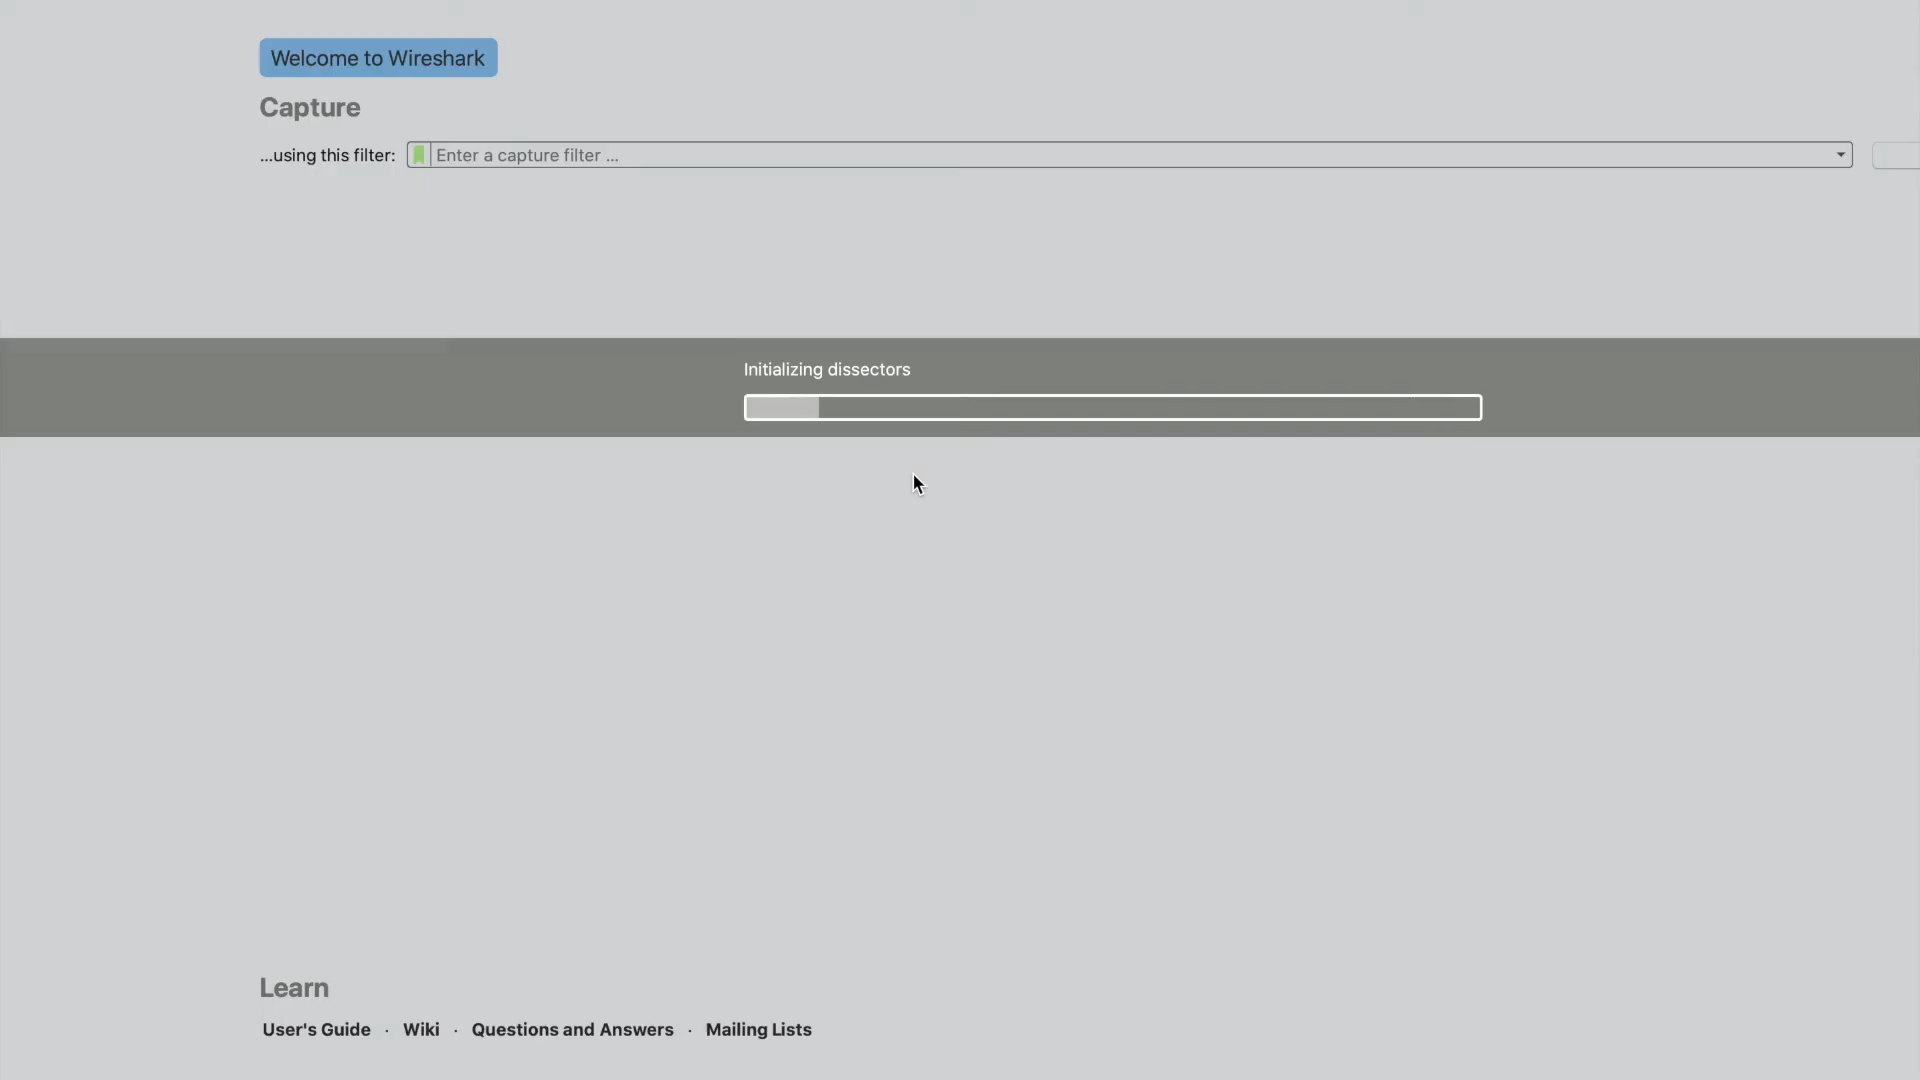 Welcome to Wireshark
Capture
...using this filter: Enter a capture filter ...
Initializing dissectors
Learn
User's Guide · Wiki · Questions and Answers · Mailing Lists